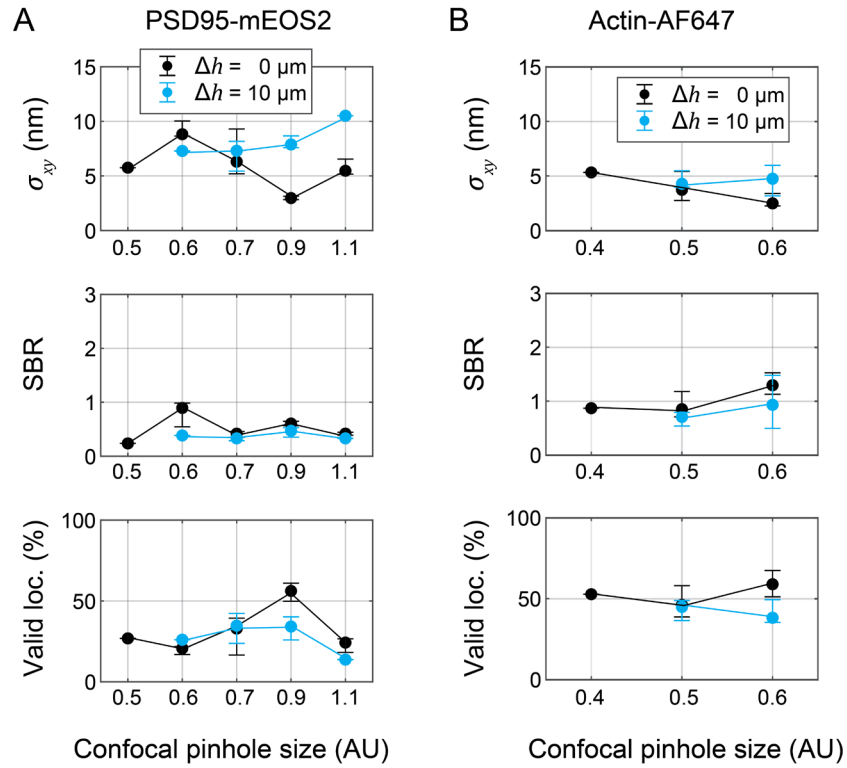 A PSD95-mEOS2
Δh = 0 μm
Δh = 10 μm
σxy (nm)
15
10
5
0
0.5 0.6 0.7 0.9 1.1
SBR
3
2
1
0
0.5 0.6 0.7 0.9 1.1
Valid loc. (%)
100
50
0
0.5 0.6 0.7 0.9 1.1
Confocal pinhole size (AU)
B Actin-AF647
Δh = 0 μm
Δh = 10 μm
σxy (nm)
15
10
5
0
0.4 0.5 0.6
SBR
3
2
1
0
0.4 0.5 0.6
Valid loc. (%)
100
50
0
0.4 0.5 0.6
Confocal pinhole size (AU)